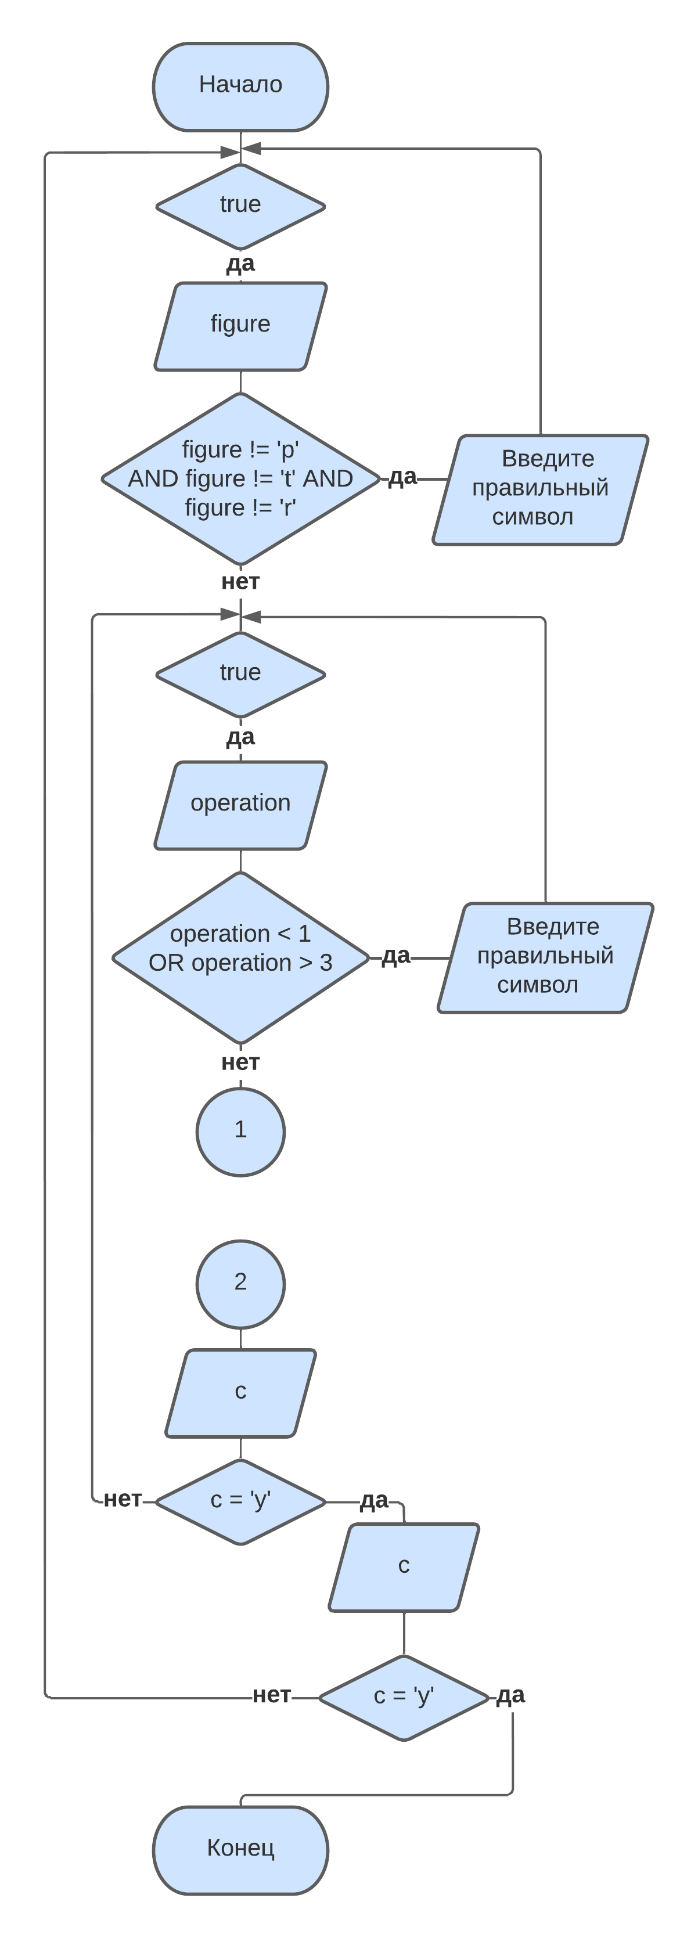 Начало
true
да
figure
figure != 'p'
AND figure != 't' AND
figure != 'r'
да
Введите
правильный
символ
нет
true
да
operation
operation < 1
OR operation > 3
да
Введите
правильный
символ
нет
1
2
c
нет
c = 'y'
да
c
нет
c = 'y'
да
Конец